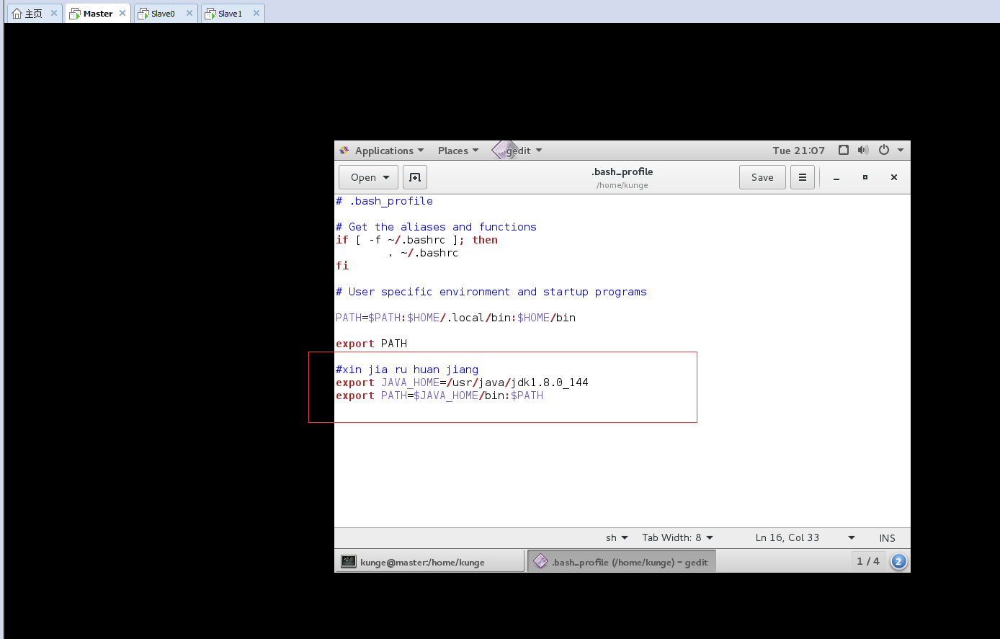 主页 Master Slave0 Slave1
Applications Places gedit Tue 21:07
Open .bash_profile Save
/home/kunge
# .bash_profile
# Get the aliases and functions
if [ -f ~/.bashrc ]; then
. ~/.bashrc
fi
# User specific environment and startup programs
PATH=$PATH:$HOME/.local/bin:$HOME/bin
export PATH
#xin jia ru huan jiang
export JAVA_HOME=/usr/java/jdk1.8.0_144
export PATH=$JAVA_HOME/bin:$PATH
sh Tab Width: 8 Ln 16, Col 33 INS
kunge@master:/home/kunge .bash_profile (/home/kunge) – gedit 1 / 4 2